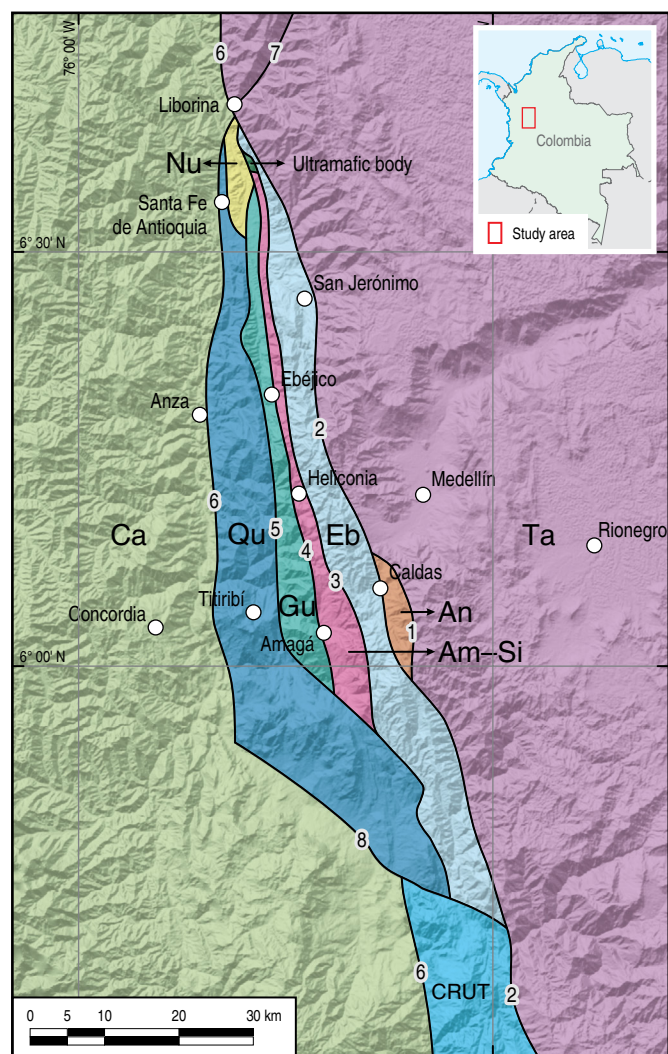 76° 00' W
6
7
Liborina
Nu
Ultramafic body
Santa Fe
de Antioquia
6° 30' N
San Jerónimo
Colombia
Study area
Ebéjico
Anza
2
Heliconia
Medellín
6
Ca
Qu
5
Eb
Ta
Rionegro
4
3
Caldas
Titiribí
Gu
An
Concordia
Amagá
1
Am--Si
6° 00' N
8
6
CRUT
2
0 5 10 20 30 km